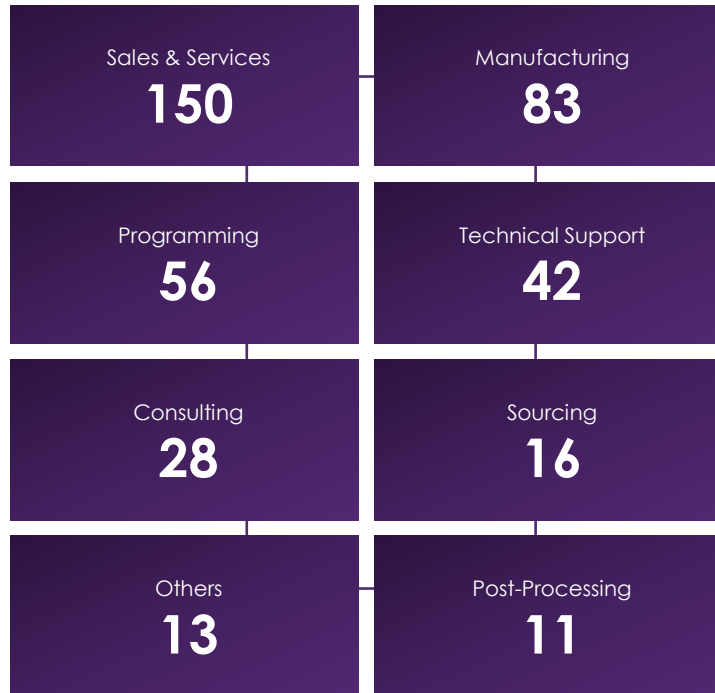 Sales & Services
150
Manufacturing
83
Programming
56
Technical Support
42
Consulting
28
Sourcing
16
Others
13
Post-Processing
11